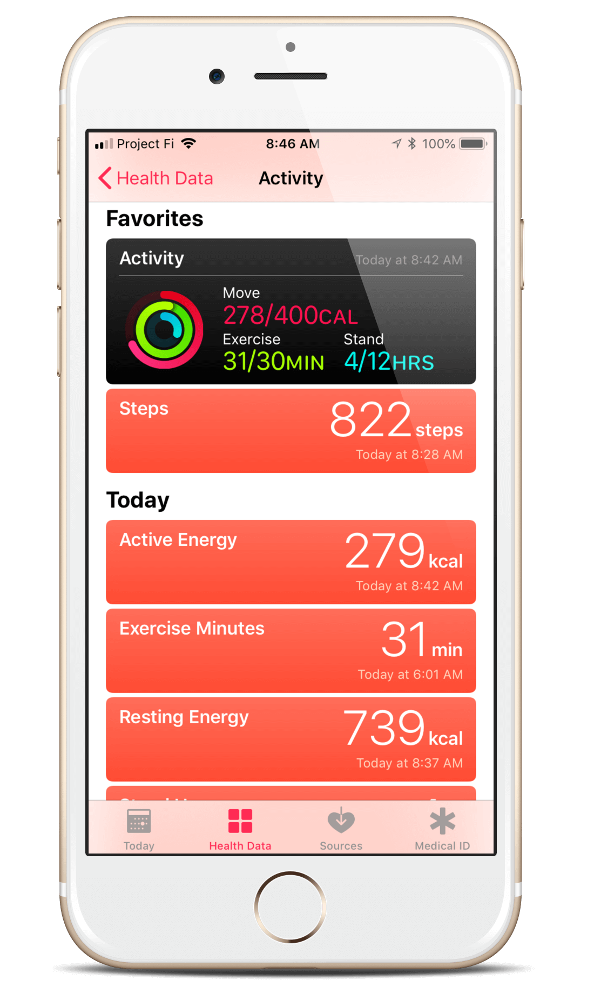 Project Fi 8:46 AM 100%
Health Data Activity
Favorites
Activity Today at 8:42 AM
Move
278/400CAL
Exercise Stand
31/30MIN 4/12HRS
Steps 822 steps
Today at 8:28 AM
Today
Active Energy 279 kcal
Today at 8:42 AM
Exercise Minutes 31 min
Today at 6:01 AM
Resting Energy 739 kcal
Today at 8:37 AM
Today Health Data Sources Medical ID